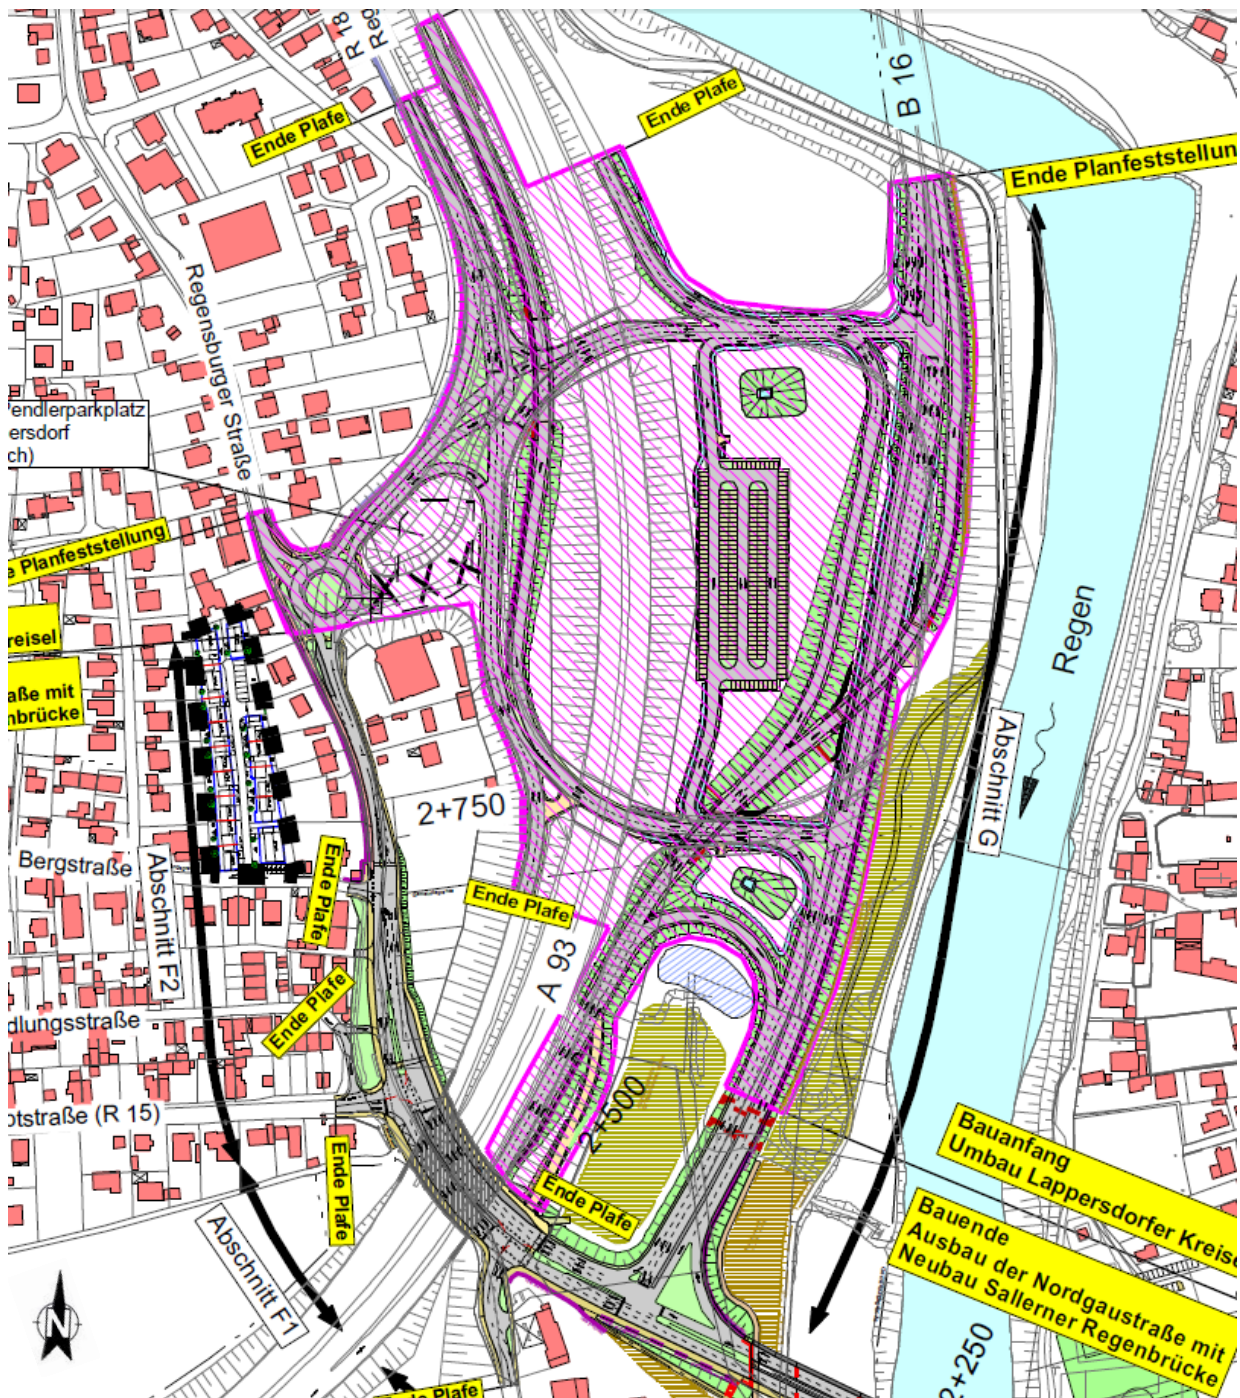 R 18
Reg
B 16
Ende Plafe
Ende Plafe
Ende Planfeststellun
Regensburger Straße
endlerparkplatz
ersdorf
ch)
e Planfeststellung
reisel
aße mit
nbrücke
Regen
Abschnitt G
2+750
Bergstraße
Abschnitt F2
Ende Plafe
Ende Plafe
A 93
Ende Plafe
dlungsstraße
2+500
otstraße (R 15)
Ende Plafe
Ende Plafe
Abschnitt F1
Bauanfang
Umbau Lappersdorfer Kreise
Bauende
Ausbau der Nordgaustraße mit
Neubau Sallerner Regenbrücke
N
2+250
de Plafe